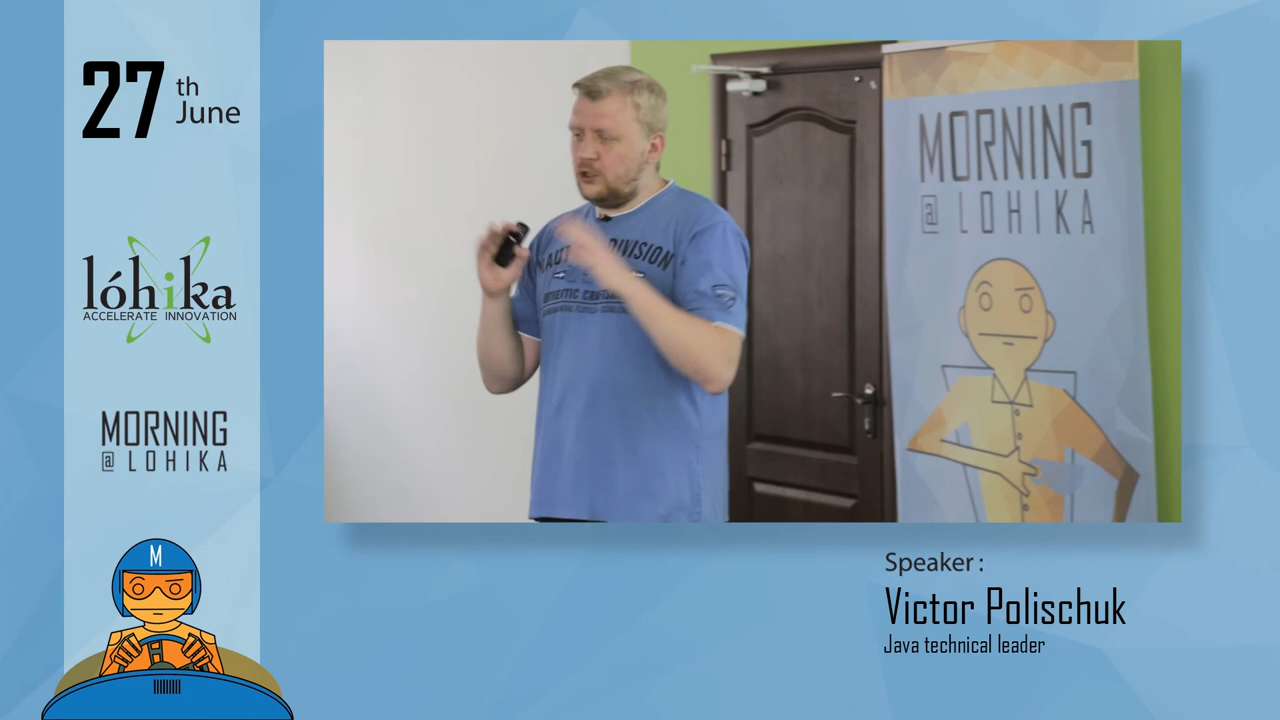 27 th
June
lóhika
ACCELERATE INNOVATION
MORNING
@ LOHIKA
M
DIVISION
MORNING
@ LOHIKA
Speaker :
Victor Polischuk
Java technical leader